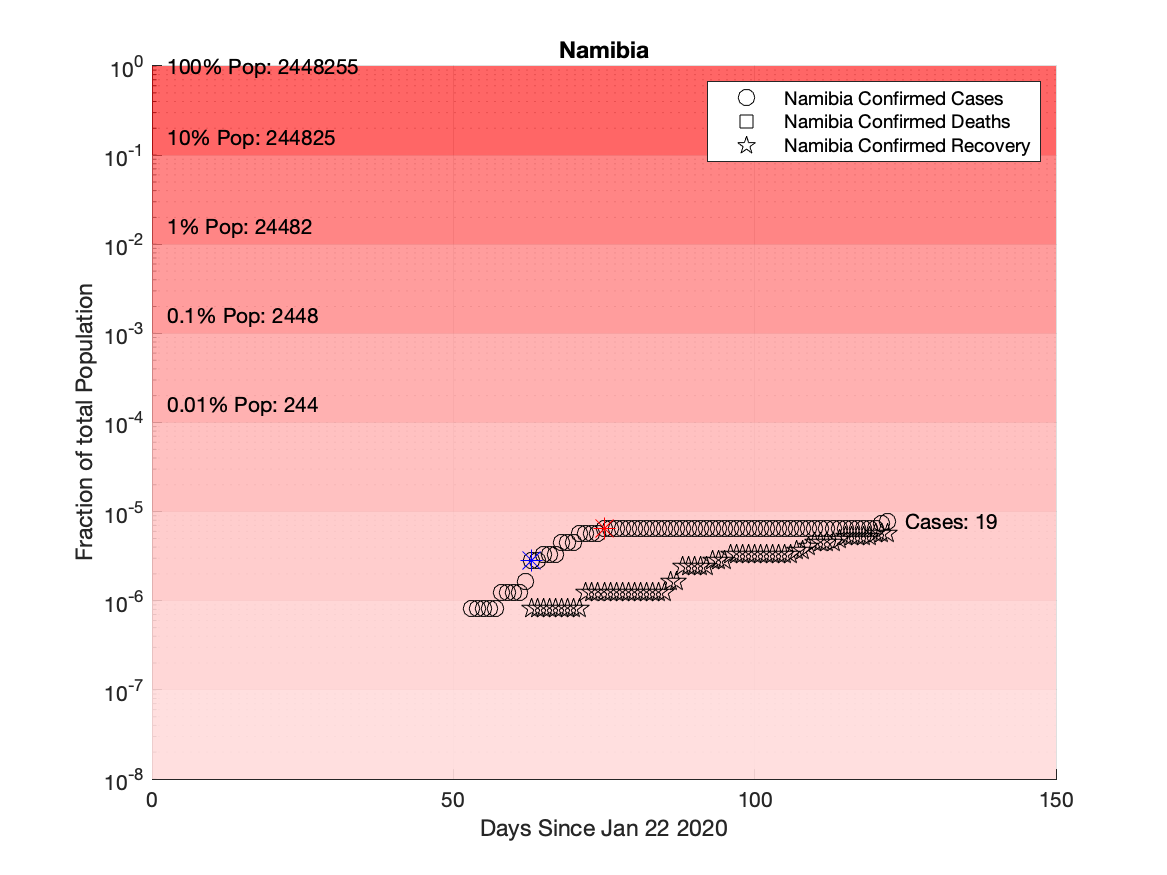 Namibia
10^0
100% Pop: 2448255
Namibia Confirmed Cases
Namibia Confirmed Deaths
Namibia Confirmed Recovery
10% Pop: 244825
10^-1
1% Pop: 24482
10^-2
0.1% Pop: 2448
10^-3
0.01% Pop: 244
10^-4
10^-5
Cases: 19
10^-6
10^-7
10^-8
Fraction of total Population
0 50 100 150
Days Since Jan 22 2020